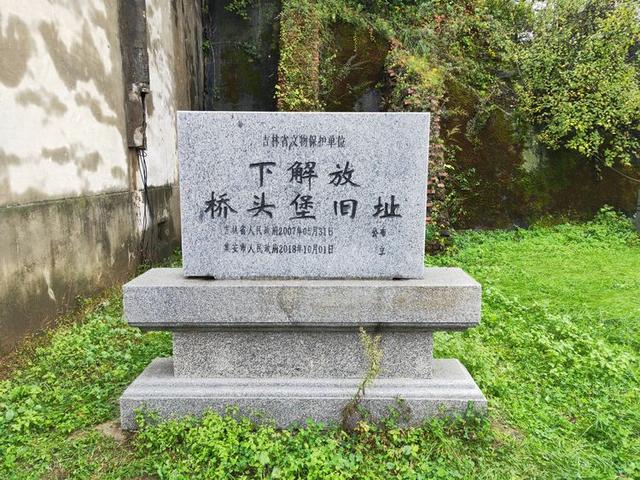 吉林省文物保护单位
下解放
桥头堡旧址
吉林省人民政府2007年05月31日 公布
集安市人民政府2018年10月01日 立